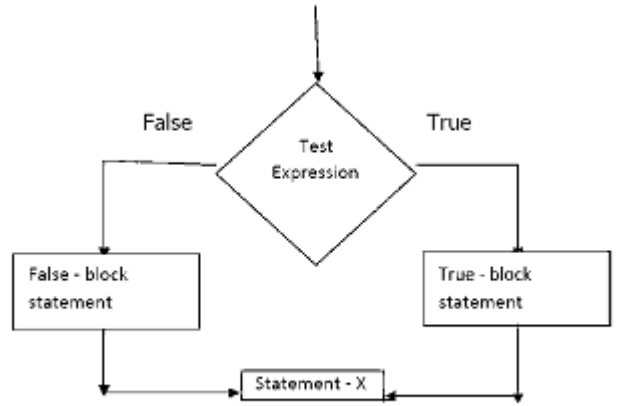 False
True
Test
Expression
False - block
statement
True - block
statement
Statement - X